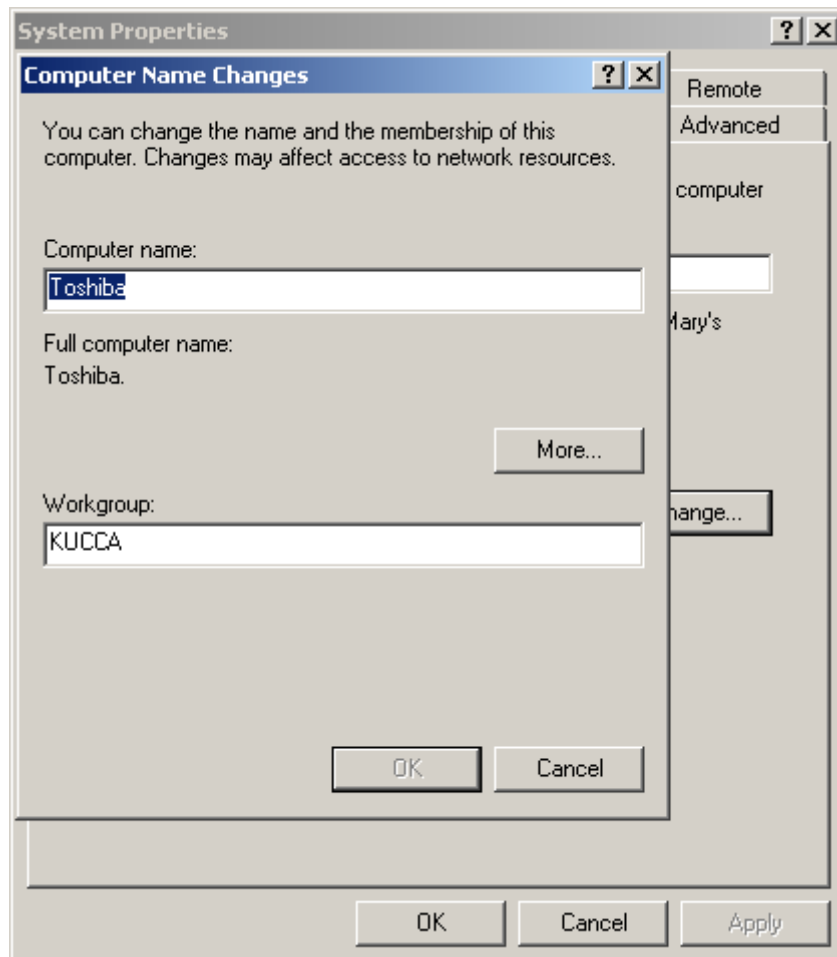 System Properties
Computer Name Changes
Remote
Advanced
You can change the name and the membership of this
computer. Changes may affect access to network resources.
computer
Computer name:
Toshiba
Mary's
Full computer name:
Toshiba.
More...
Workgroup:
KUCCA
hange...
OK
Cancel
OK
Cancel
Apply